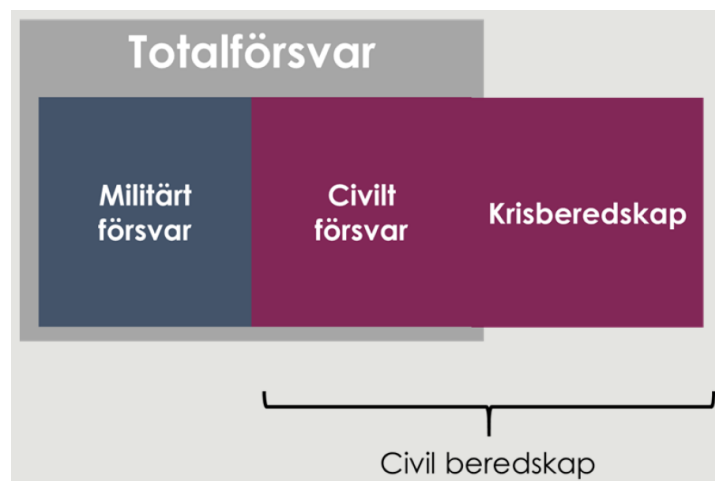 Totalförsvar
Militärt
försvar
Civilt
försvar
Krisberedskap
Civil beredskap